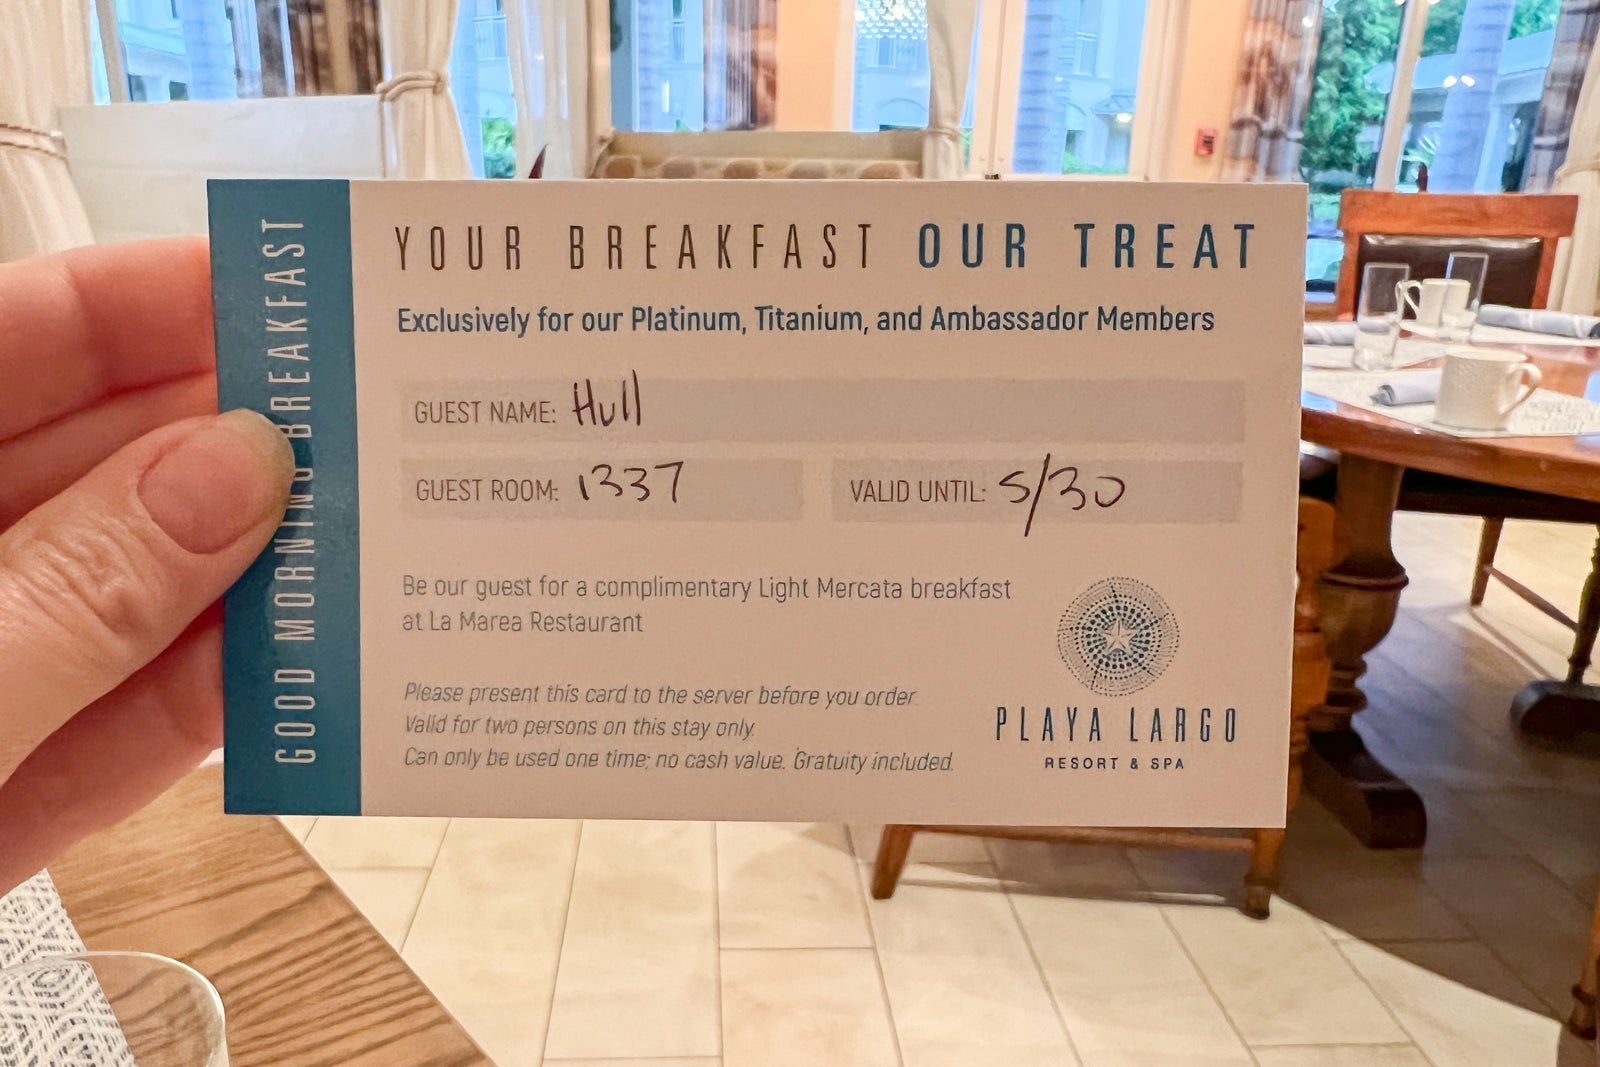 GOOD MORNING BREAKFAST
YOUR BREAKFAST OUR TREAT
Exclusively for our Platinum, Titanium, and Ambassador Members
GUEST NAME: Hull
GUEST ROOM: 1337
VALID UNTIL: 5/30
Be our guest for a complimentary Light Mercata breakfast
at La Marea Restaurant
Please present this card to the server before you order.
Valid for two persons on this stay only.
Can only be used one time; no cash value. Gratuity included.
PLAYA LARGO
RESORT & SPA